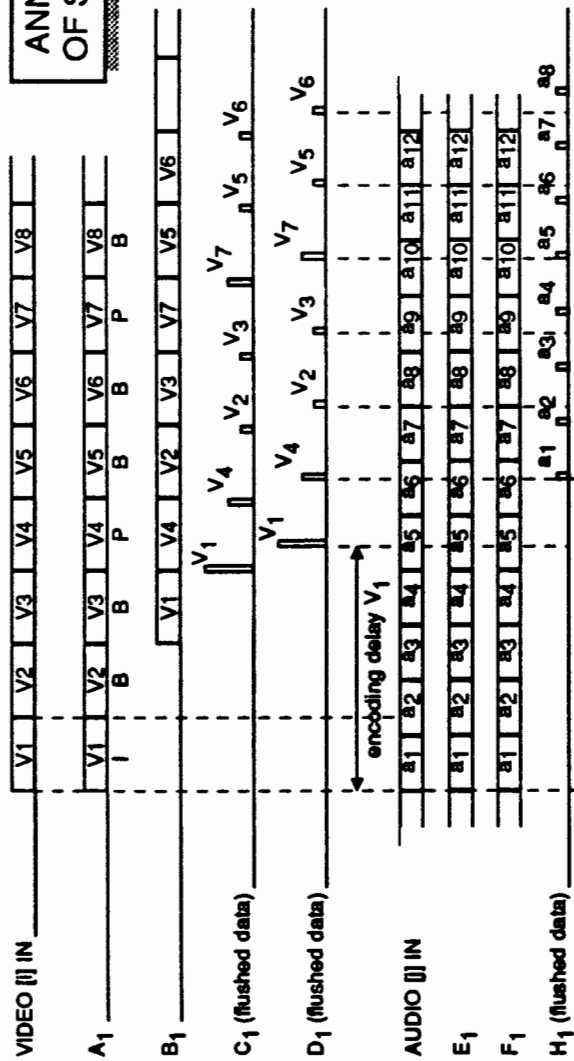 ANN
OF S
VIDEO [i] IN V1 V2 V3 V4 V5 V6 V7 V8
A1 V1 V2 V3 V4 V5 V6 V7 V8
I B B P B B P B
B1 V1 V4 V2 V3 V7 V5 V6
C1 (flushed data) V1 V4 V2 V3 V7 V5 V6
D1 (flushed data) V1 V4 V2 V3 V7 V5 V6
encoding delay V1
AUDIO [j] IN a1 a2 a3 a4 a5 a6 a7 a8 a9 a10 a11 a12
E1 a1 a2 a3 a4 a5 a6 a7 a8 a9 a10 a11 a12
F1 a1 a2 a3 a4 a5 a6 a7 a8 a9 a10 a11 a12
H1 (flushed data) a1 a2 a3 a4 a5 a6 a7 a8